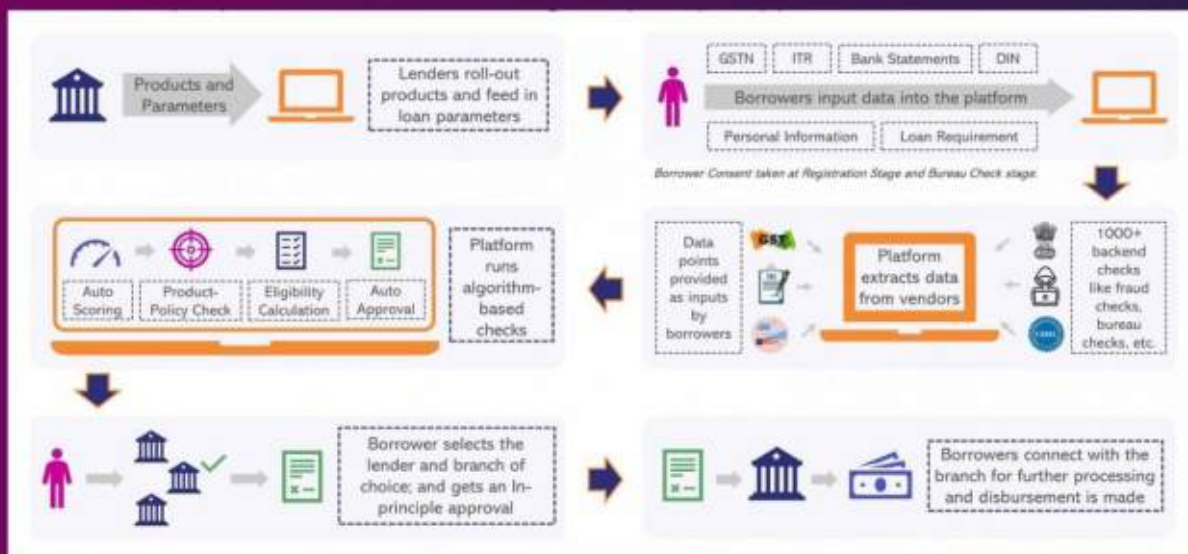 Products and
Parameters
Lenders roll-out
products and feed in
loan parameters
GSTN
ITR
Bank Statements
DIN
Borrowers input data into the platform
Personal Information
Loan Requirement
Borrower Consent taken at Registration Stage and Bureau Check stage.
Data
points
provided
as inputs
by
borrowers
GST
Platform
extracts data
from vendors
1000+
backend
checks
like fraud
checks,
bureau
checks, etc.
Auto
Scoring
Product-
Policy Check
Eligibility
Calculation
Auto
Approval
Platform
runs
algorithm-
based
checks
Borrower selects the
lender and branch of
choice; and gets an In-
principle approval
Borrowers connect with the
branch for further processing
and disbursement is made